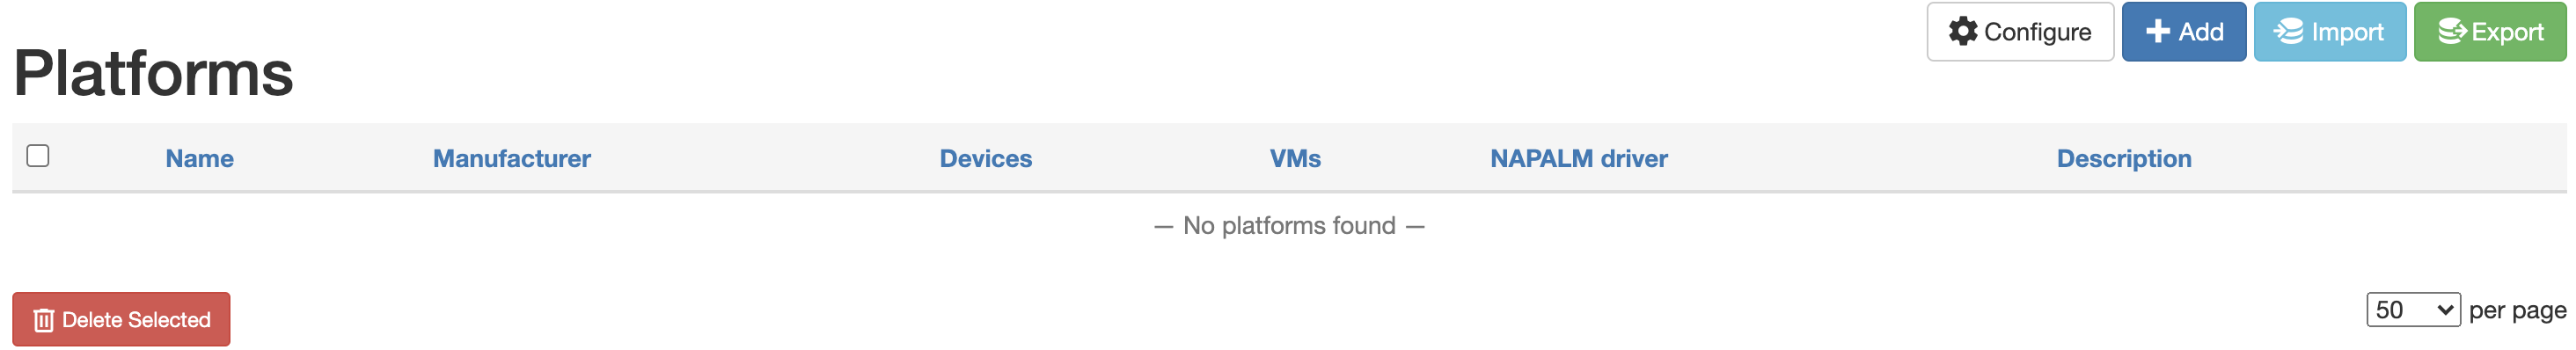 Configure Add Import Export
Platforms
Name Manufacturer Devices VMs NAPALM driver Description
— No platforms found —
Delete Selected 50 per page